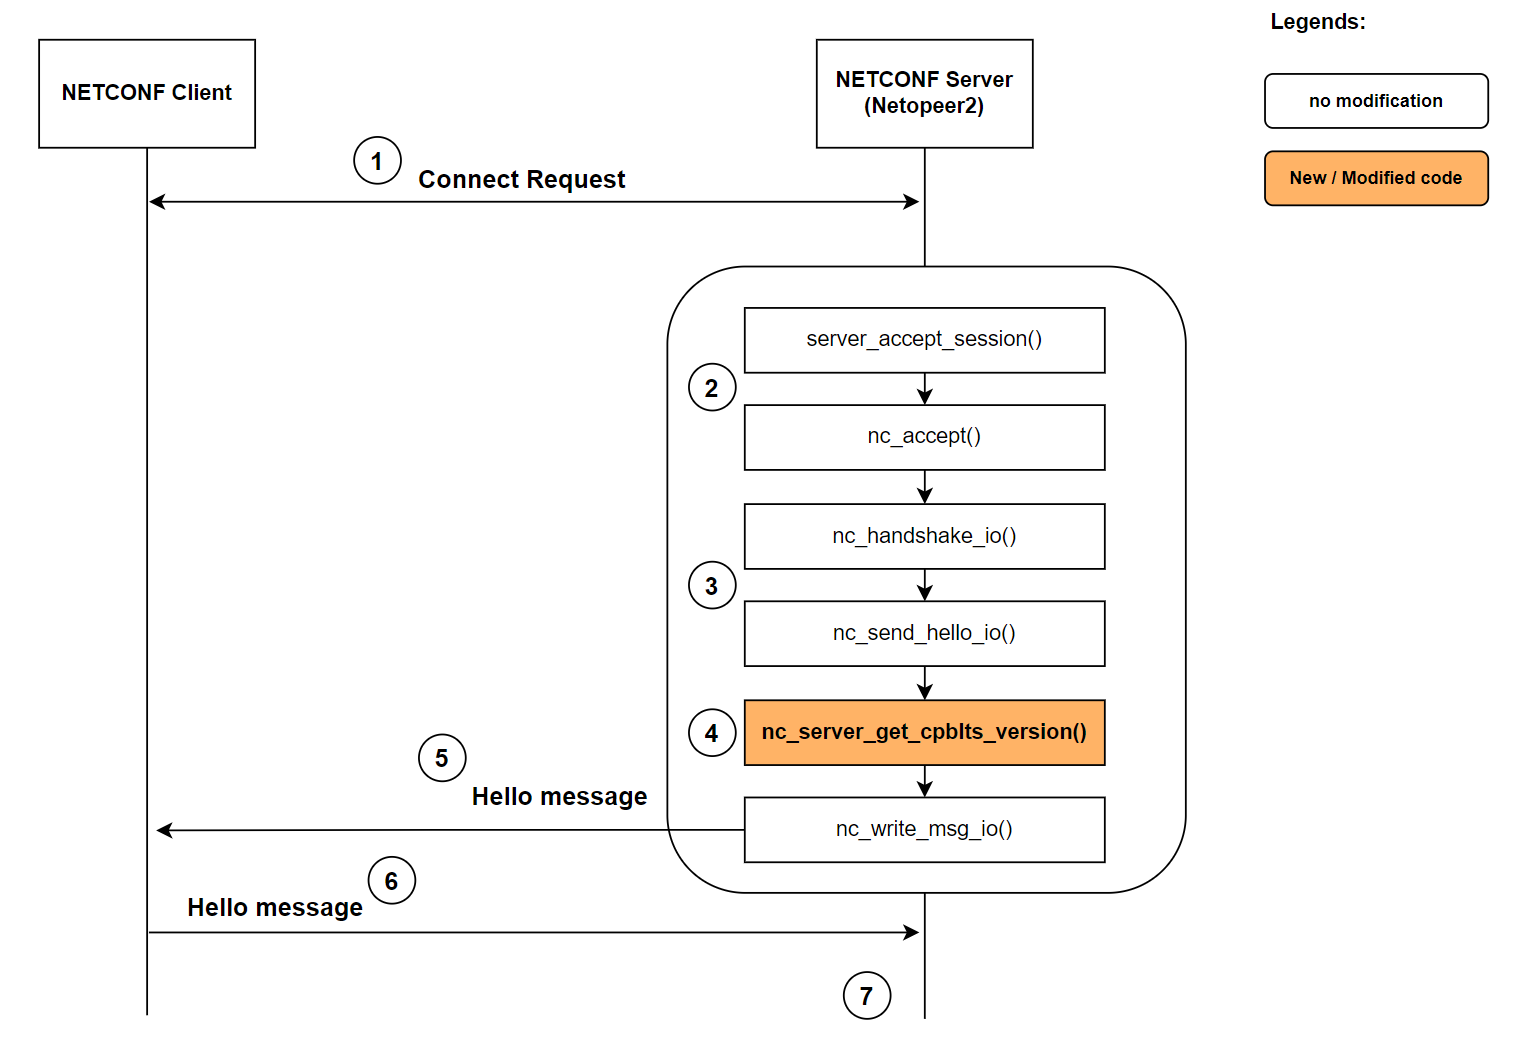 Legends:
NETCONF Client
NETCONF Server
(Netopeer2)
no modification
New / Modified code
1
Connect Request
server_accept_session()
2
nc_accept()
nc_handshake_io()
3
nc_send_hello_io()
4
nc_server_get_cpblts_version()
5
Hello message
nc_write_msg_io()
6
Hello message
7